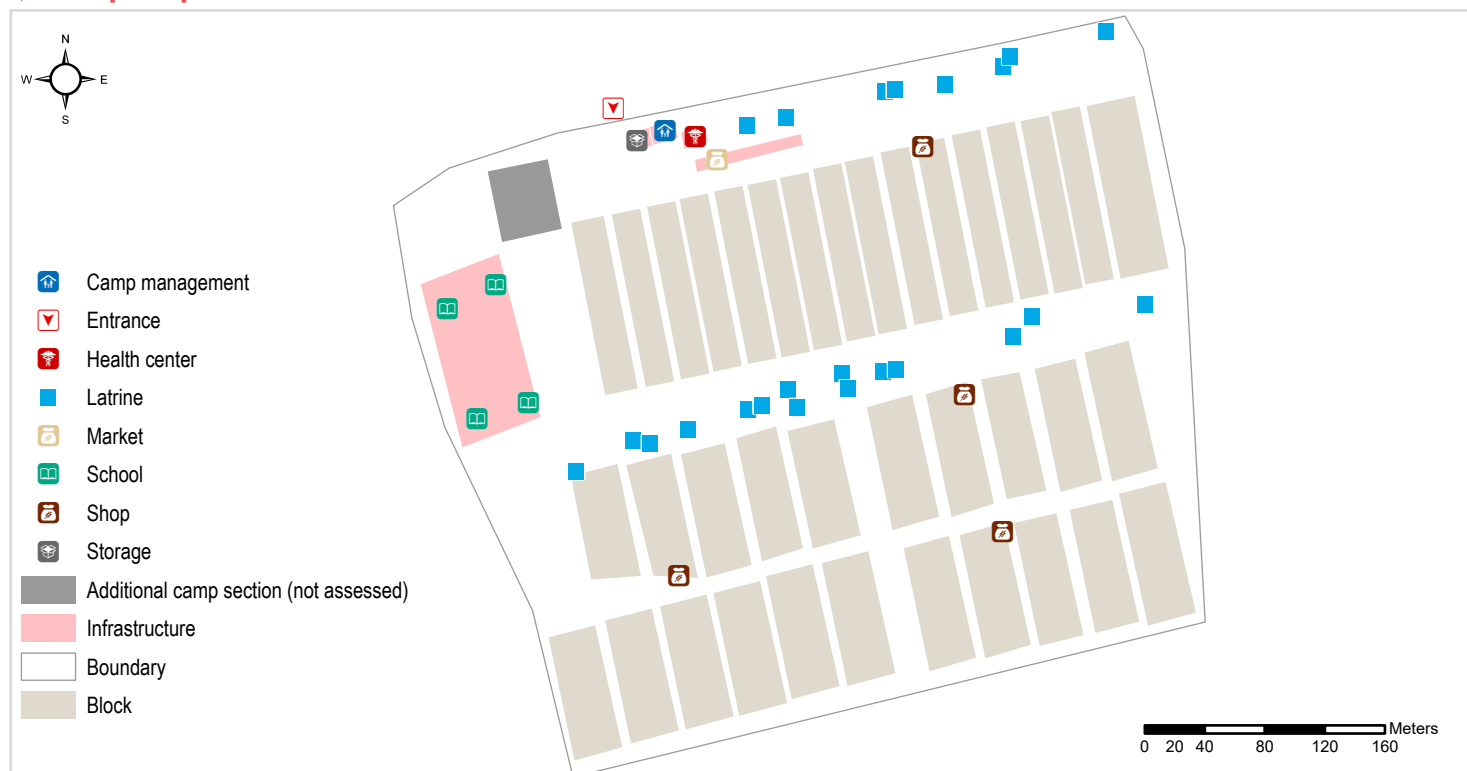 N
W E
S
Camp management
Entrance
Health center
Latrine
Market
School
Shop
Storage
Additional camp section (not assessed)
Infrastructure
Boundary
Block
Meters
0 20 40 80 120 160